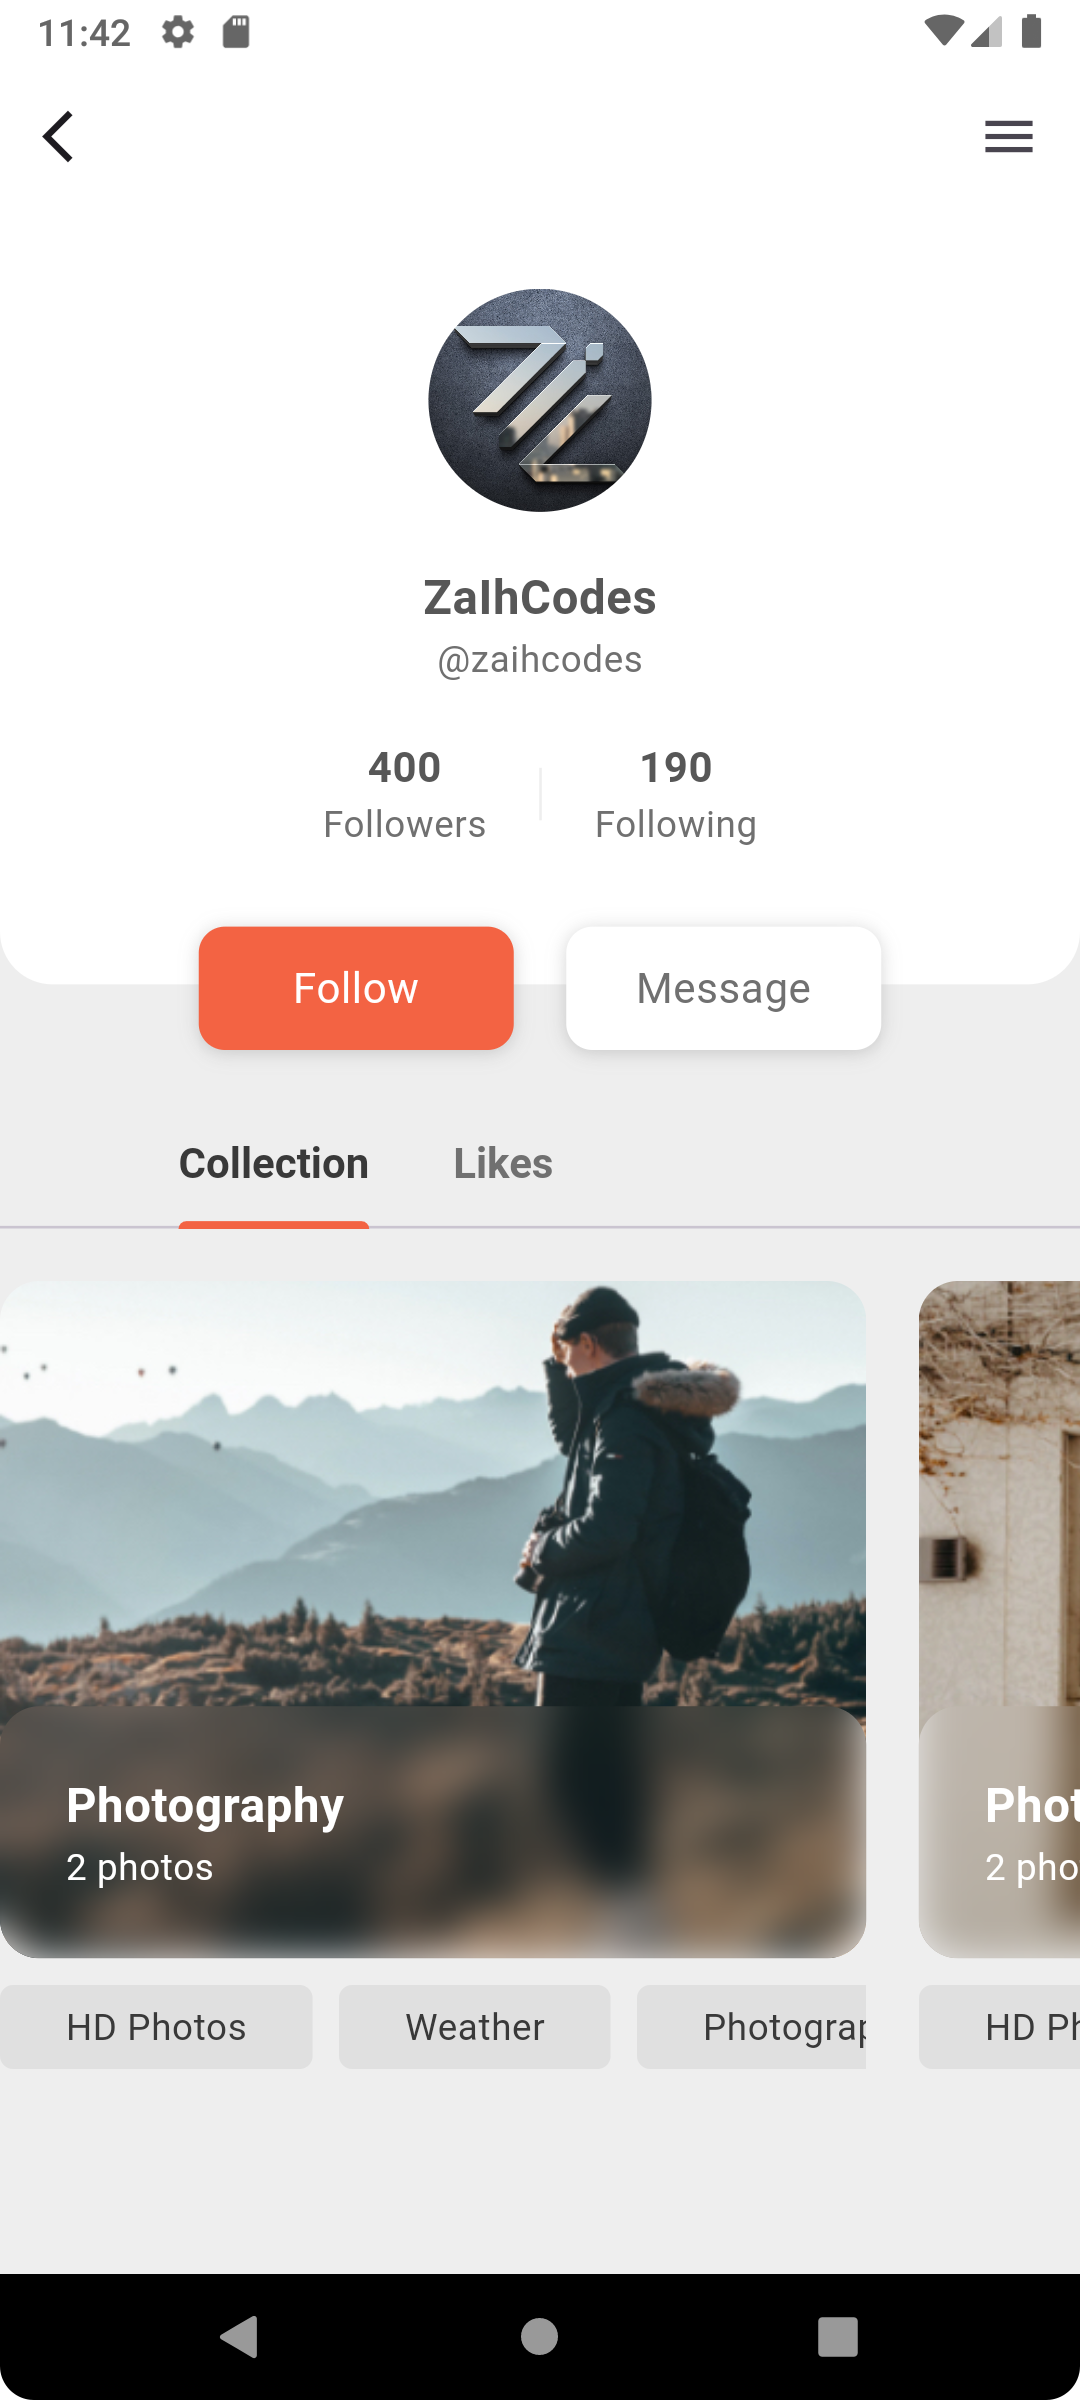 11:42
ZaIhCodes
@zaihcodes
400
Followers
190
Following
Follow
Message
Collection
Likes
Photography
2 photos
Phot
2 pho
HD Photos
Weather
Photograp
HD Ph